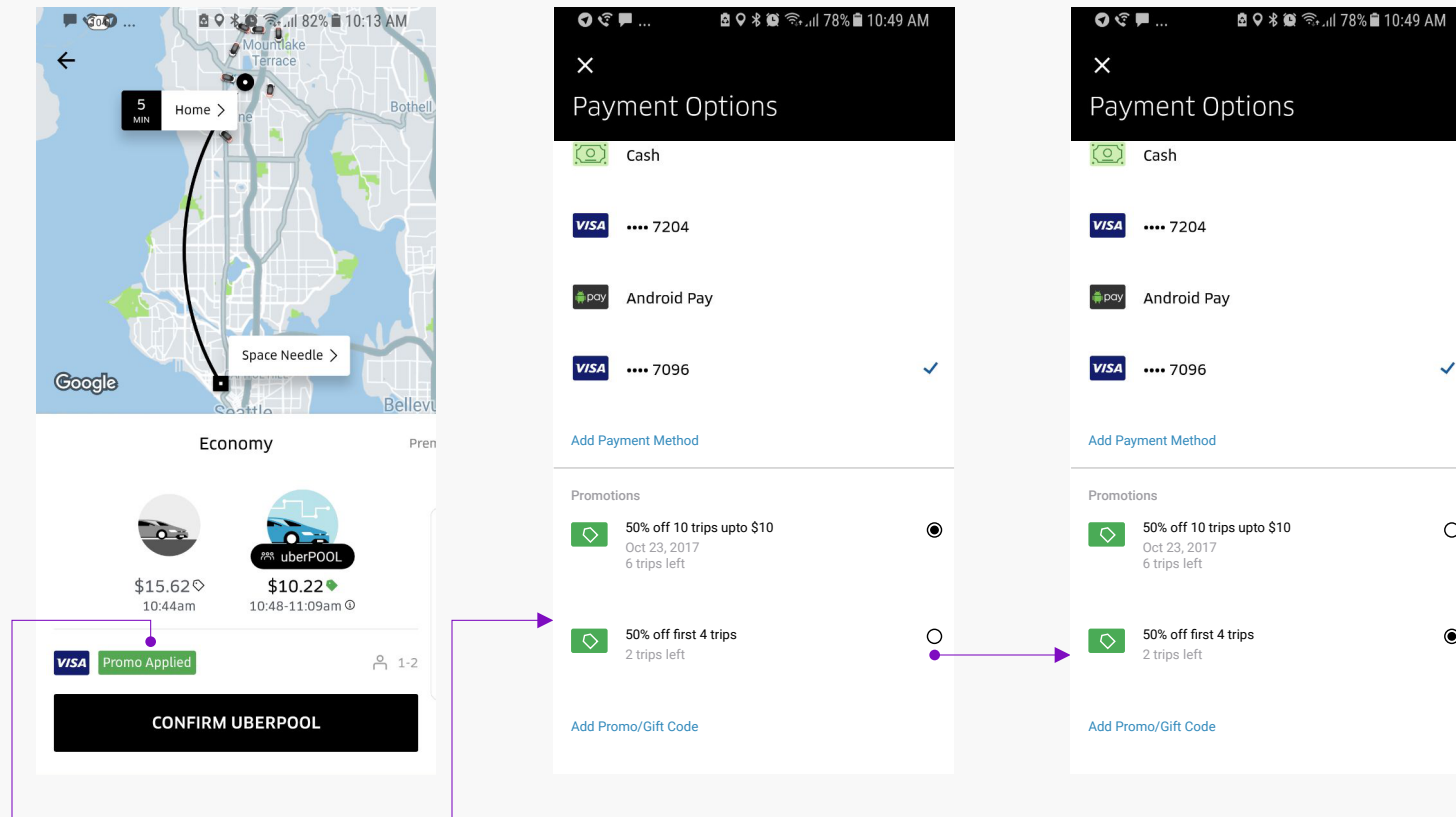 ... 82% 10:13 AM
Mountlake
Terrace
5
MIN
Home >
ne
Bothell
Space Needle >
Google
Seattle
Bellevu
Economy
Prem
uberPOOL
$15.62
$10.22
10:44am
10:48-11:09am
VISA Promo Applied
1-2
CONFIRM UBERPOOL
... 78% 10:49 AM
Payment Options
Cash
VISA •••• 7204
pay Android Pay
VISA •••• 7096
Add Payment Method
Promotions
50% off 10 trips upto $10
Oct 23, 2017
6 trips left
50% off first 4 trips
2 trips left
Add Promo/Gift Code
... 78% 10:49 AM
Payment Options
Cash
VISA •••• 7204
pay Android Pay
VISA •••• 7096
Add Payment Method
Promotions
50% off 10 trips upto $10
Oct 23, 2017
6 trips left
50% off first 4 trips
2 trips left
Add Promo/Gift Code